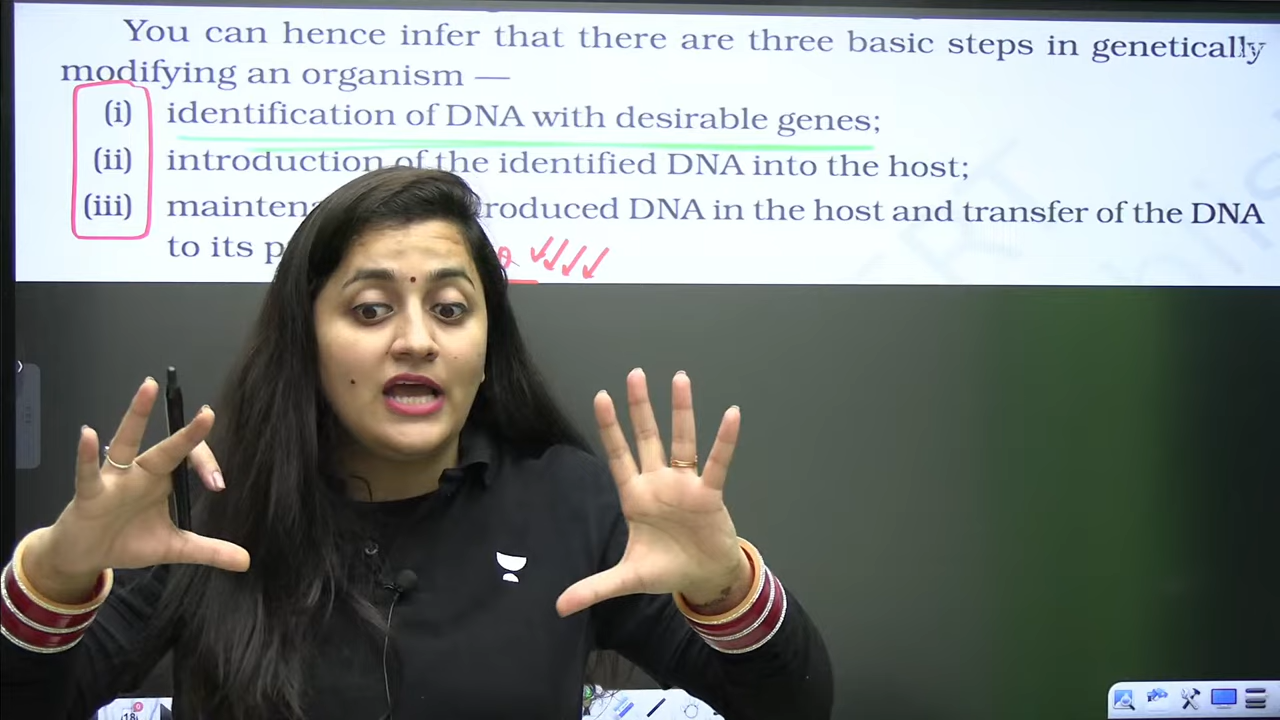 You can hence infer that there are three basic steps in genetically
modifying an organism —
(i) identification of DNA with desirable genes;
(ii) introduction of the identified DNA into the host;
(iii) roduced DNA in the host and transfer of the DNA
to its
18